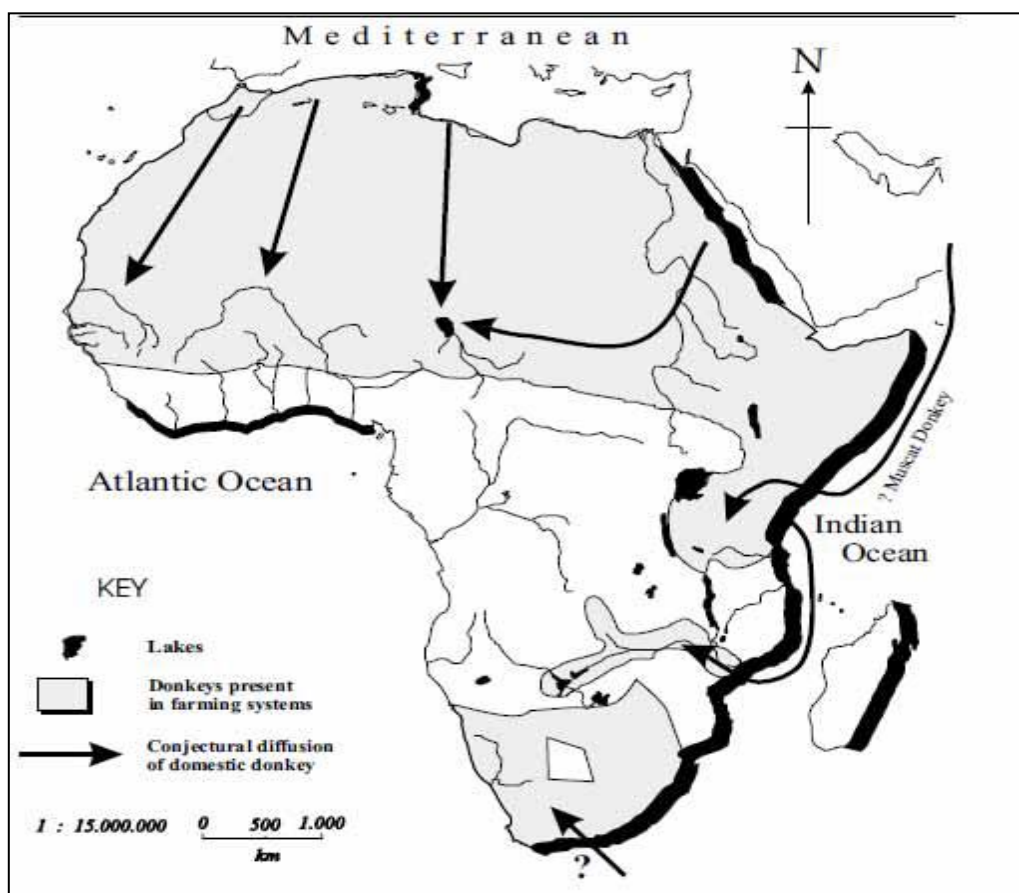 Mediterranean
N
? Muscat Donkey
Atlantic Ocean
Indian
Ocean
KEY
Lakes
Donkeys present
in farming systems
Conjectural diffusion
of domestic donkey
1 : 15.000.000
0 500 1.000
km
?